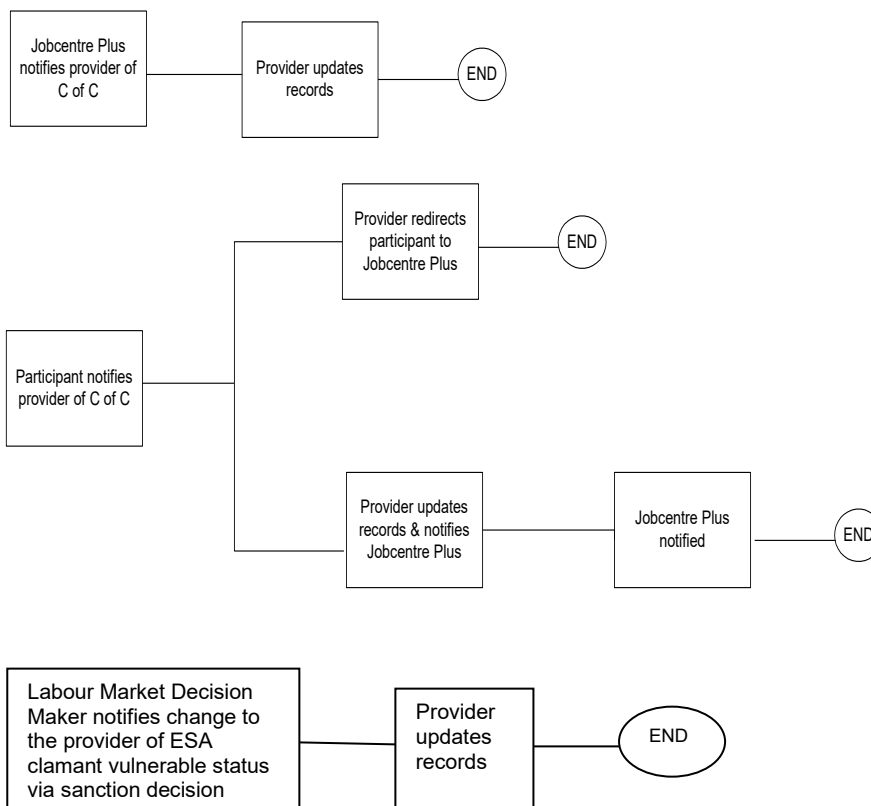 Jobcentre Plus
notifies provider of
C of C
Provider updates
records
END
Provider redirects
participant to
Jobcentre Plus
END
Participant notifies
provider of C of C
Provider updates
records & notifies
Jobcentre Plus
Jobcentre Plus
notified
END
Labour Market Decision
Maker notifies change to
the provider of ESA
clamant vulnerable status
via sanction decision
Provider
updates
records
END